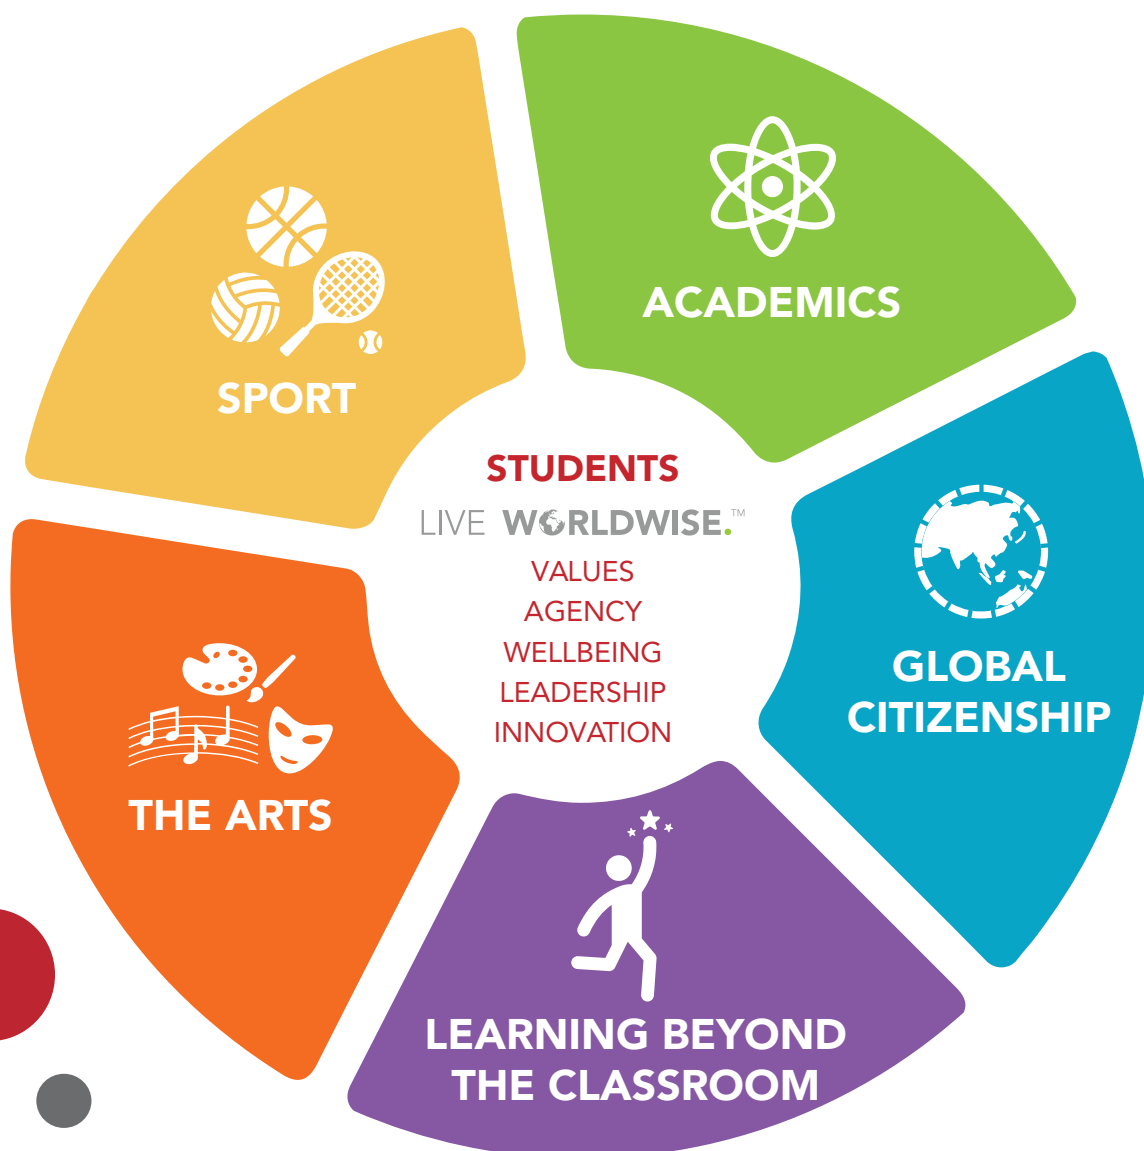 ACADEMICS
SPORT
STUDENTS
LIVE WORLDWISE.™
VALUES
AGENCY
WELLBEING
LEADERSHIP
INNOVATION
GLOBAL
CITIZENSHIP
THE ARTS
LEARNING BEYOND
THE CLASSROOM